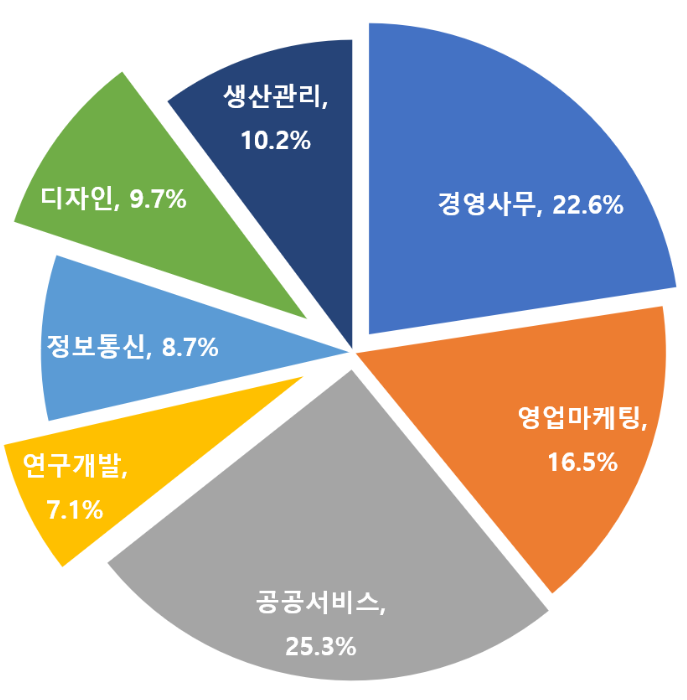 생산관리,
10.2%
경영사무, 22.6%
디자인, 9.7%
정보통신, 8.7%
영업마케팅,
16.5%
연구개발,
7.1%
공공서비스,
25.3%